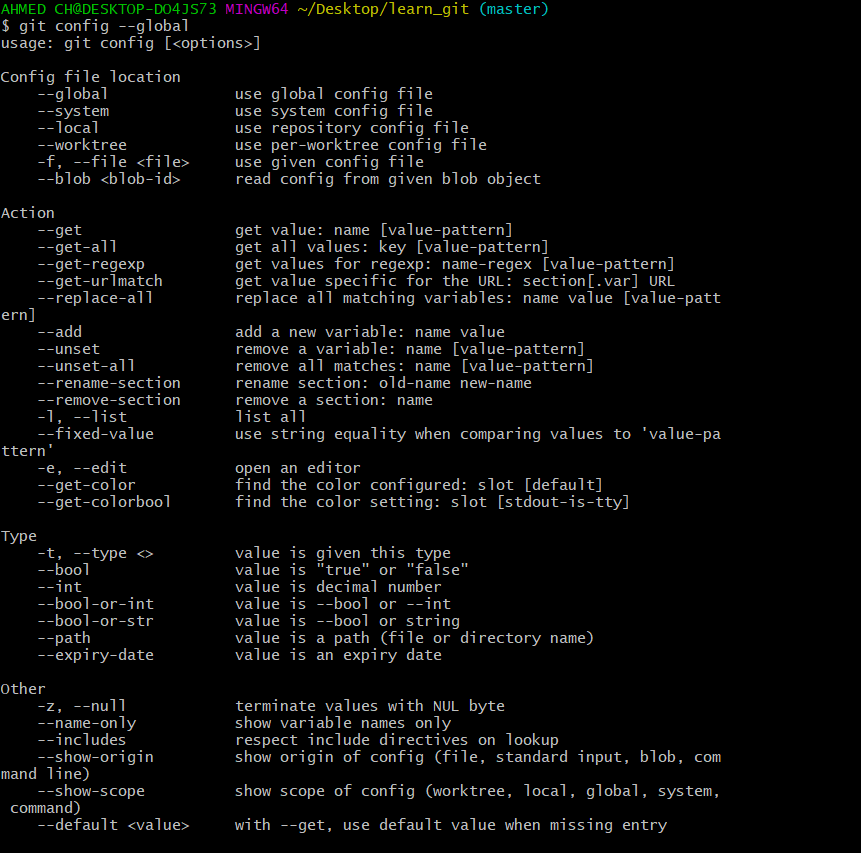 AHMED CH@DESKTOP-DO4JS73 MINGW64 ~/Desktop/learn_git (master)
$ git config --global
usage: git config [<options>]

Config file location
    --global              use global config file
    --system              use system config file
    --local               use repository config file
    --worktree            use per-worktree config file
    -f, --file <file>     use given config file
    --blob <blob-id>      read config from given blob object

Action
    --get                 get value: name [value-pattern]
    --get-all             get all values: key [value-pattern]
    --get-regexp          get values for regexp: name-regex [value-pattern]
    --get-urlmatch        get value specific for the URL: section[.var] URL
    --replace-all         replace all matching variables: name value [value-patt
ern]
    --add                 add a new variable: name value
    --unset               remove a variable: name [value-pattern]
    --unset-all           remove all matches: name [value-pattern]
    --rename-section      rename section: old-name new-name
    --remove-section      remove a section: name
    -l, --list            list all
    --fixed-value         use string equality when comparing values to 'value-pa
ttern'
    -e, --edit            open an editor
    --get-color           find the color configured: slot [default]
    --get-colorbool       find the color setting: slot [stdout-is-tty]

Type
    -t, --type <>         value is given this type
    --bool                value is "true" or "false"
    --int                 value is decimal number
    --bool-or-int         value is --bool or --int
    --bool-or-str         value is --bool or string
    --path                value is a path (file or directory name)
    --expiry-date         value is an expiry date

Other
    -z, --null            terminate values with NUL byte
    --name-only           show variable names only
    --includes            respect include directives on lookup
    --show-origin         show origin of config (file, standard input, blob, com
mand line)
    --show-scope          show scope of config (worktree, local, global, system,
 command)
    --default <value>     with --get, use default value when missing entry